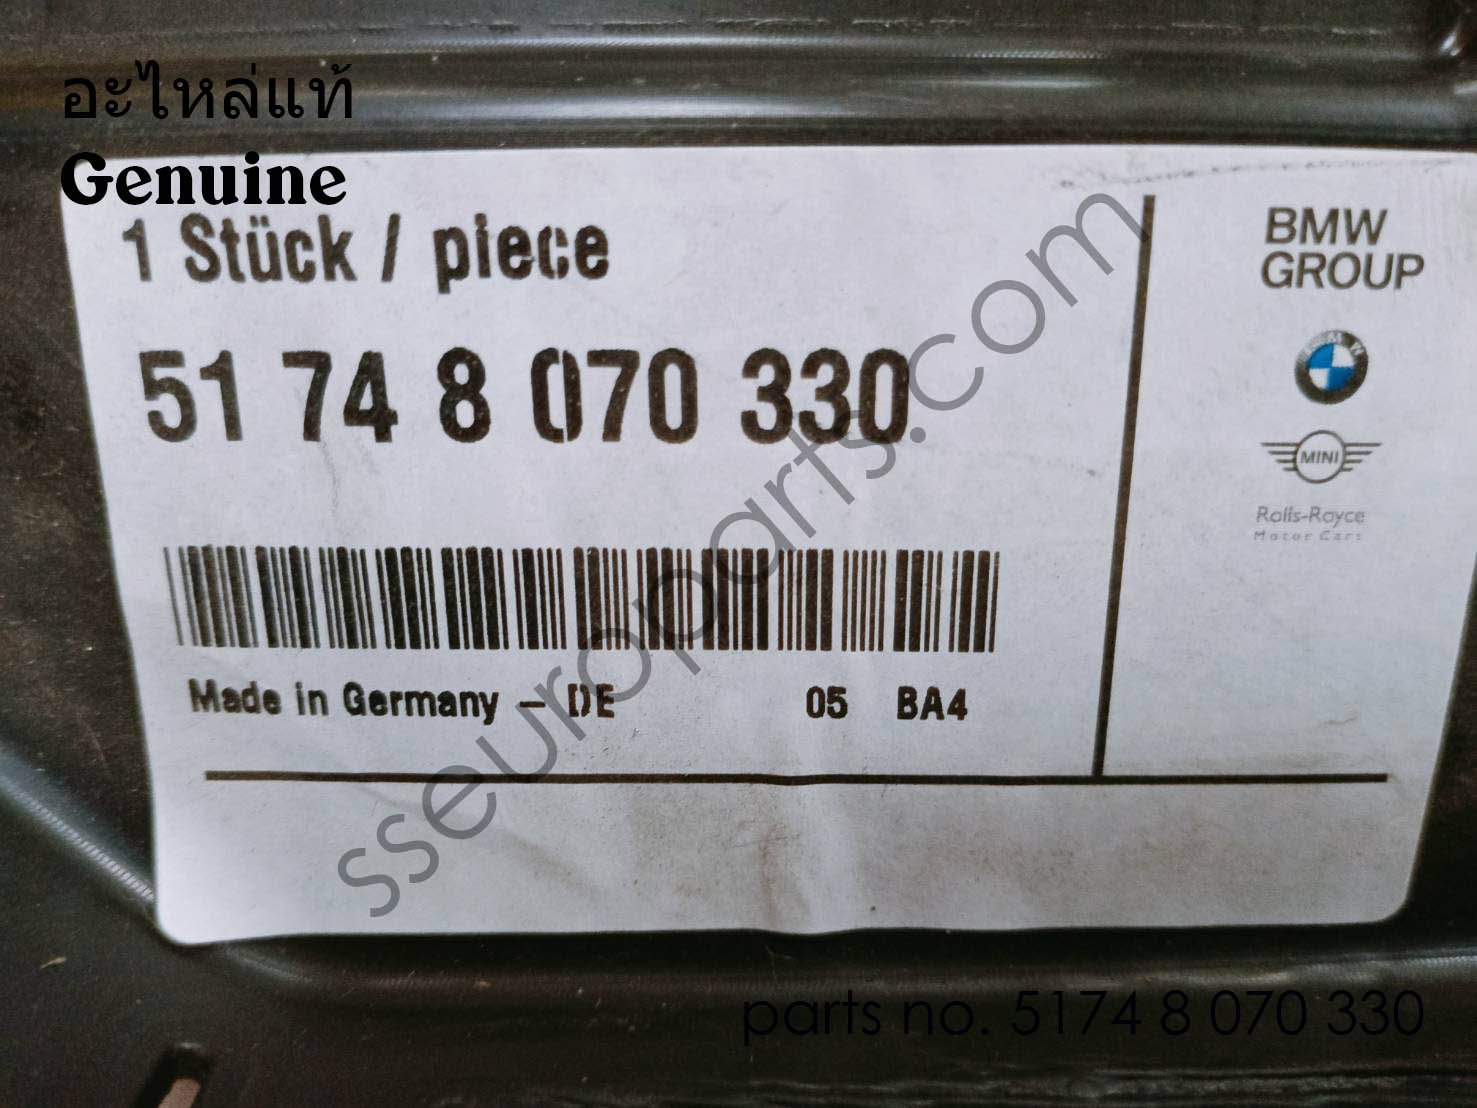 อะไหล่แท้
Genuine
1 Stück / piece
51 74 8 070 330
Made in Germany - DE 05 BA4
BMW
GROUP
BMW
MINI
Rolls-Royce
Motor Cars
sseuroparts.com
parts no. 5174 8 070 330